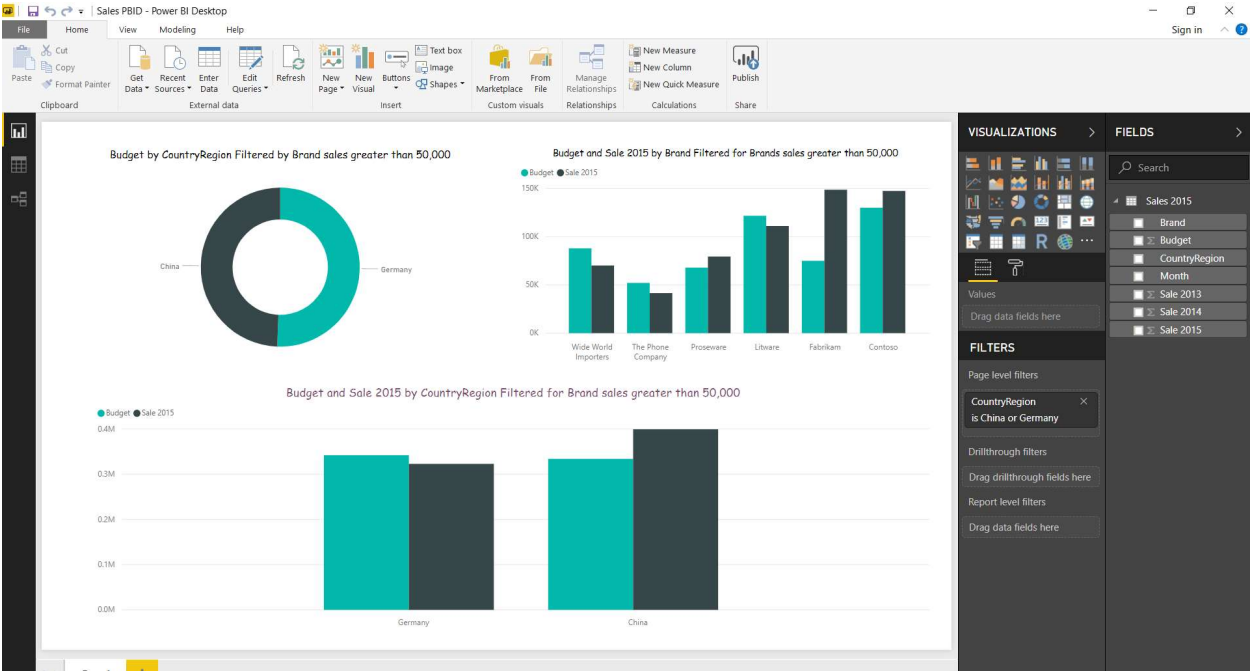 Sales PBID - Power BI Desktop
File Home View Modeling Help Sign in
Paste
Cut
Copy
Format Painter
Clipboard
Get Data
Recent Sources
Enter Data
Edit Queries
Refresh
External data
New Page
New Visual
Buttons
Text box
Image
Shapes
Insert
From Marketplace
From File
Custom visuals
Manage Relationships
Relationships
New Measure
New Column
New Quick Measure
Calculations
Publish
Share
Budget by CountryRegion Filtered by Brand sales greater than 50,000
China
Germany
Budget and Sale 2015 by Brand Filtered for Brands sales greater than 50,000
Budget Sale 2015
150K
100K
50K
0K
Wide World
Importers
The Phone
Company
Proseware
Litware
Fabrikam
Contoso
Budget and Sale 2015 by CountryRegion Filtered for Brand sales greater than 50,000
Budget Sale 2015
0.4M
0.3M
0.2M
0.1M
0.0M
Germany
China
VISUALIZATIONS
R
Values
Drag data fields here
FILTERS
Page level filters
CountryRegion
is China or Germany
Drillthrough filters
Drag drillthrough fields here
Report level filters
Drag data fields here
FIELDS
Search
Sales 2015
Brand
Σ Budget
CountryRegion
Month
Σ Sale 2013
Σ Sale 2014
Σ Sale 2015